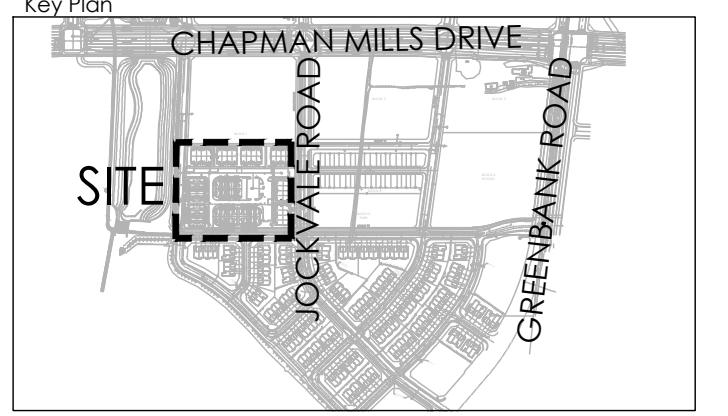 Key Plan
CHAPMAN MILLS DRIVE
JOCKVALE ROAD
GREENBANK ROAD
SITE